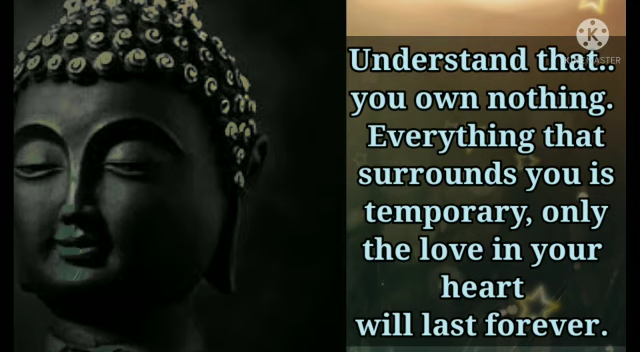 K
MASTER
Understand that..
you own nothing.
Everything that
surrounds you is
temporary, only
the love in your
heart
will last forever.